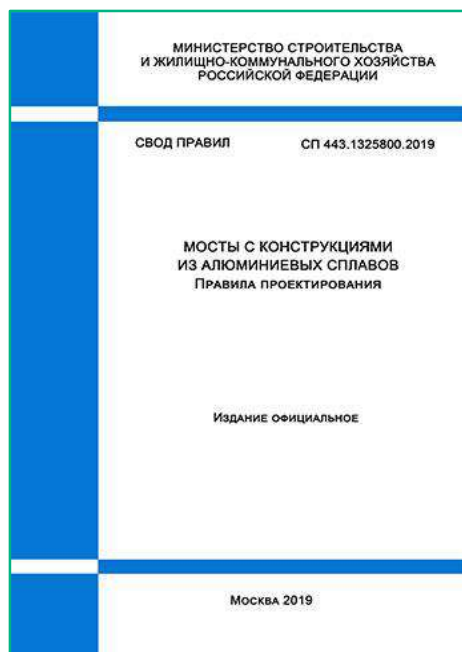 МИНИСТЕРСТВО СТРОИТЕЛЬСТВА
И ЖИЛИЩНО-КОММУНАЛЬНОГО ХОЗЯЙСТВА
РОССИЙСКОЙ ФЕДЕРАЦИИ
СВОД ПРАВИЛ СП 443.1325800.2019
МОСТЫ С КОНСТРУКЦИЯМИ
ИЗ АЛЮМИНИЕВЫХ СПЛАВОВ
ПРАВИЛА ПРОЕКТИРОВАНИЯ
ИЗДАНИЕ ОФИЦИАЛЬНОЕ
МОСКВА 2019